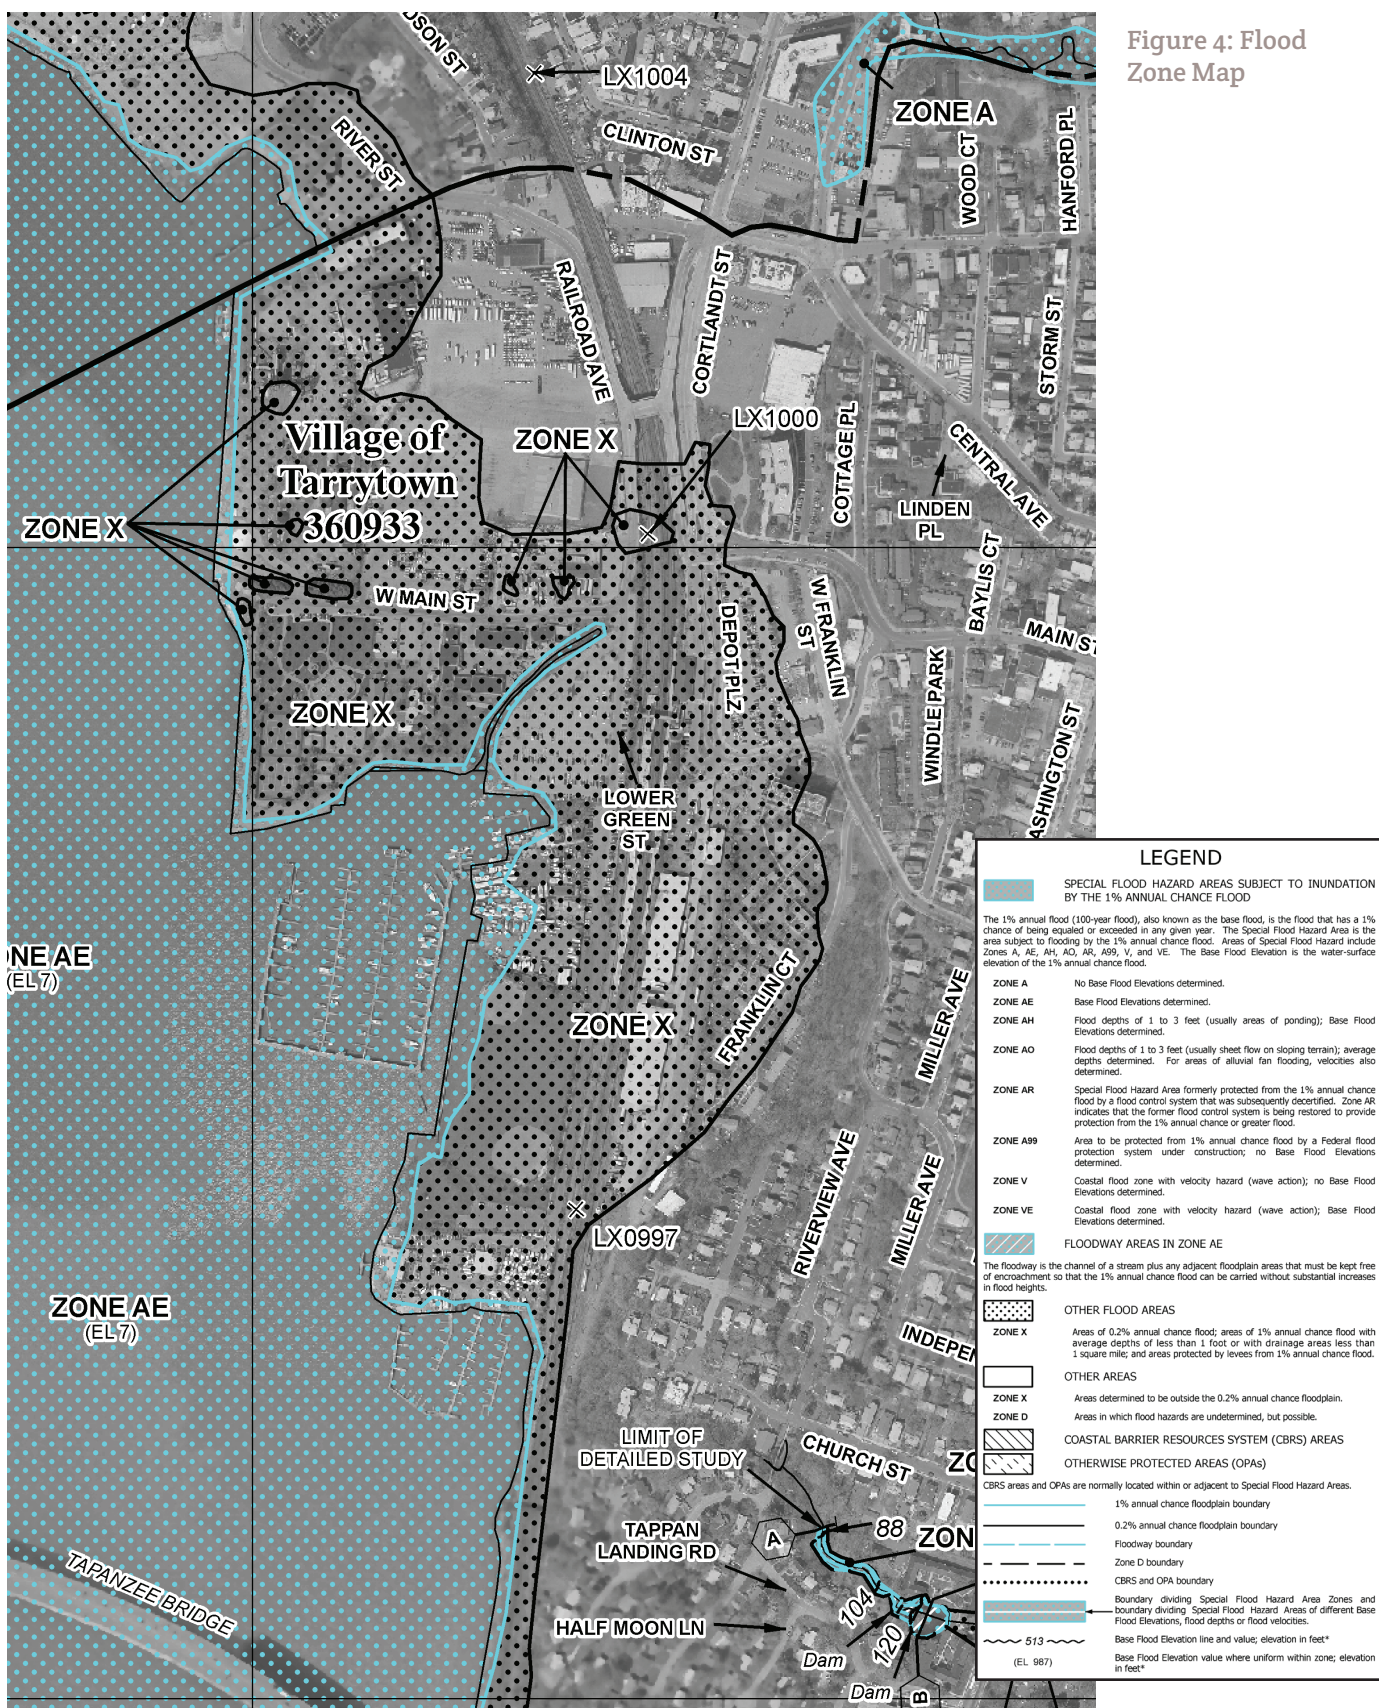 Figure 4: Flood
Zone Map
LX1004
CLINTON ST
ZONE A
WOOD CT
HANFORD PL
RIVER ST
RAILROAD AVE
CORTLANDT ST
STORM ST
COTTAGE PL
CENTRAL AVE
LX1000
ZONE X
Village of
Tarrytown
360933
ZONE X
LINDEN
PL
BAYLIS CT
W MAIN ST
DEPOT PLZ
W FRANKLIN
ST
MAIN ST
WINDLE PARK
ZONE X
LOWER
GREEN
ST
ZONE X
FRANKLIN CT
MILLER AVE
(EL 7)
LX0997
RIVERVIEW AVE
MILLER AVE
ZONE AE
(EL 7)
LIMIT OF
DETAILED STUDY
CHURCH ST
A
88
ZON
TAPPAN
LANDING RD
104
HALF MOON LN
120
Dam
Dam
B
TAPANZEE BRIDGE
LEGEND
SPECIAL FLOOD HAZARD AREAS SUBJECT TO INUNDATION
BY THE 1% ANNUAL CHANCE FLOOD
The 1% annual flood (100-year flood), also known as the base flood, is the flood that has a 1%
chance of being equaled or exceeded in any given year. The Special Flood Hazard Area is the
area subject to flooding by the 1% annual chance flood. Areas of Special Flood Hazard include
Zones A, AE, AH, AO, AR, A99, V, and VE. The Base Flood Elevation is the water-surface
elevation of the 1% annual chance flood.
ZONE A No Base Flood Elevations determined.
ZONE AE Base Flood Elevations determined.
ZONE AH Flood depths of 1 to 3 feet (usually areas of ponding); Base Flood
Elevations determined.
ZONE AO Flood depths of 1 to 3 feet (usually sheet flow on sloping terrain); average
depths determined. For areas of alluvial fan flooding, velocities also
determined.
ZONE AR Special Flood Hazard Area formerly protected from the 1% annual chance
flood by a flood control system that was subsequently decertified. Zone AR
indicates that the former flood control system is being restored to provide
protection from the 1% annual chance or greater flood.
ZONE A99 Area to be protected from 1% annual chance flood by a Federal flood
protection system under construction; no Base Flood Elevations
determined.
ZONE V Coastal flood zone with velocity hazard (wave action); no Base Flood
Elevations determined.
ZONE VE Coastal flood zone with velocity hazard (wave action); Base Flood
Elevations determined.
FLOODWAY AREAS IN ZONE AE
The floodway is the channel of a stream plus any adjacent floodplain areas that must be kept free
of encroachment so that the 1% annual chance flood can be carried without substantial increases
in flood heights.
OTHER FLOOD AREAS
ZONE X Areas of 0.2% annual chance flood; areas of 1% annual chance flood with
average depths of less than 1 foot or with drainage areas less than
1 square mile; and areas protected by levees from 1% annual chance flood.
OTHER AREAS
ZONE X Areas determined to be outside the 0.2% annual chance floodplain.
ZONE D Areas in which flood hazards are undetermined, but possible.
COASTAL BARRIER RESOURCES SYSTEM (CBRS) AREAS
OTHERWISE PROTECTED AREAS (OPAs)
CBRS areas and OPAs are normally located within or adjacent to Special Flood Hazard Areas.
1% annual chance floodplain boundary
0.2% annual chance floodplain boundary
Floodway boundary
Zone D boundary
CBRS and OPA boundary
Boundary dividing Special Flood Hazard Area Zones and
boundary dividing Special Flood Hazard Areas of different Base
Flood Elevations, flood depths or flood velocities.
513 Base Flood Elevation line and value; elevation in feet*
(EL 987) Base Flood Elevation value where uniform within zone; elevation
in feet*